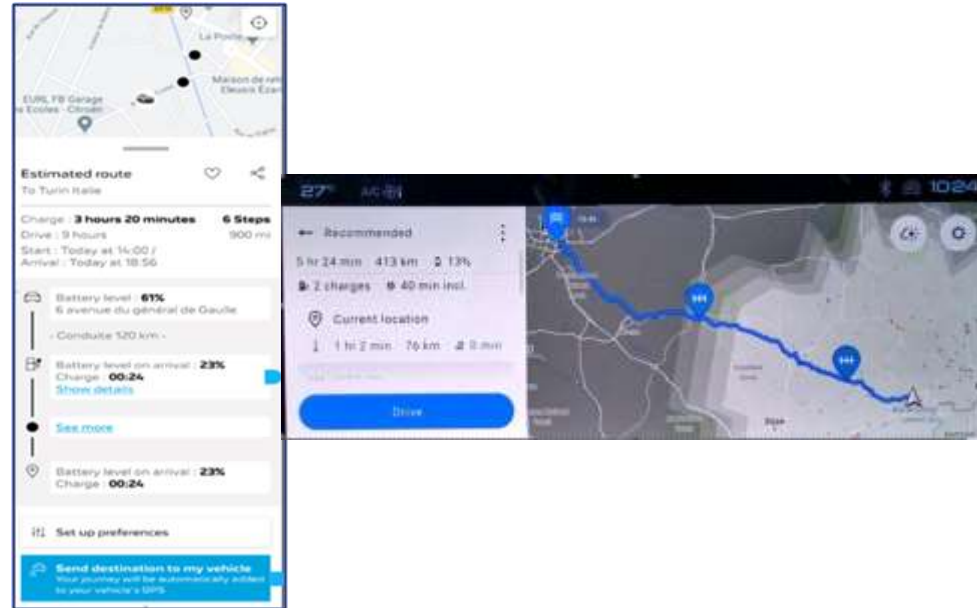 La Poste
Maison de
EURL FB Garage
Ecoles - Citroën
Estimated route
To Turin Italie
Charge : 3 hours 20 minutes
6 Steps
Drive : 9 hours
900 mi
Start : Today at 14:00 /
Arrival : Today at 18:56
Battery level : 61%
6 avenue du général de Gaulle
- Conduite 120 km -
Battery level on arrival : 23%
Charge : 00:24
Show details
See more
Battery level on arrival : 23%
Charge : 00:24
Set up preferences
Send destination to my vehicle
Your journey will be automatically added
to your vehicle's GPS
27° A/C
10:24
Recommended
5 hr 24 min 413 km 13%
2 charges 40 min incl.
Current location
1 hr 2 min 76 km 0 min
Drive